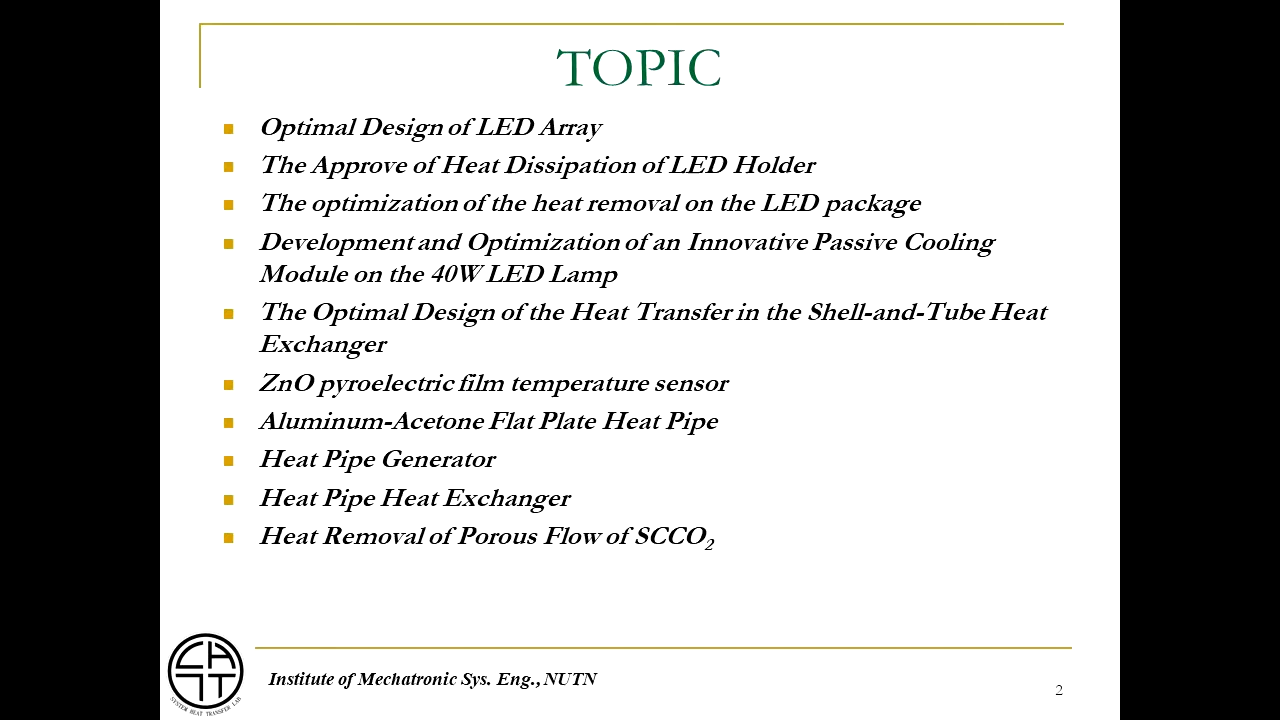 TOPIC
Optimal Design of LED Array
The Approve of Heat Dissipation of LED Holder
The optimization of the heat removal on the LED package
Development and Optimization of an Innovative Passive Cooling
Module on the 40W LED Lamp
The Optimal Design of the Heat Transfer in the Shell-and-Tube Heat
Exchanger
ZnO pyroelectric film temperature sensor
Aluminum-Acetone Flat Plate Heat Pipe
Heat Pipe Generator
Heat Pipe Heat Exchanger
Heat Removal of Porous Flow of SCCO₂
SYSTEM HEAT TRANSFER LAB
Institute of Mechatronic Sys. Eng., NUTN
2